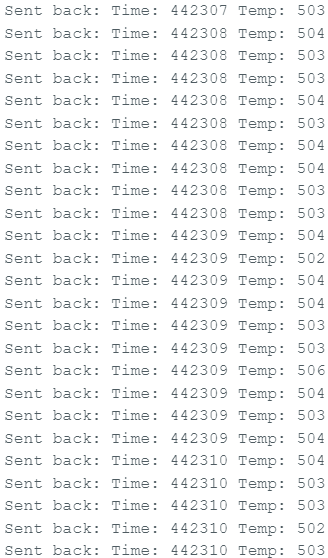 Sent back: Time: 442307 Temp: 503
Sent back: Time: 442308 Temp: 504
Sent back: Time: 442308 Temp: 503
Sent back: Time: 442308 Temp: 503
Sent back: Time: 442308 Temp: 504
Sent back: Time: 442308 Temp: 503
Sent back: Time: 442308 Temp: 504
Sent back: Time: 442308 Temp: 504
Sent back: Time: 442308 Temp: 503
Sent back: Time: 442308 Temp: 503
Sent back: Time: 442309 Temp: 504
Sent back: Time: 442309 Temp: 502
Sent back: Time: 442309 Temp: 504
Sent back: Time: 442309 Temp: 504
Sent back: Time: 442309 Temp: 503
Sent back: Time: 442309 Temp: 503
Sent back: Time: 442309 Temp: 506
Sent back: Time: 442309 Temp: 504
Sent back: Time: 442309 Temp: 503
Sent back: Time: 442309 Temp: 504
Sent back: Time: 442310 Temp: 504
Sent back: Time: 442310 Temp: 503
Sent back: Time: 442310 Temp: 503
Sent back: Time: 442310 Temp: 502
Sent back: Time: 442310 Temp: 503